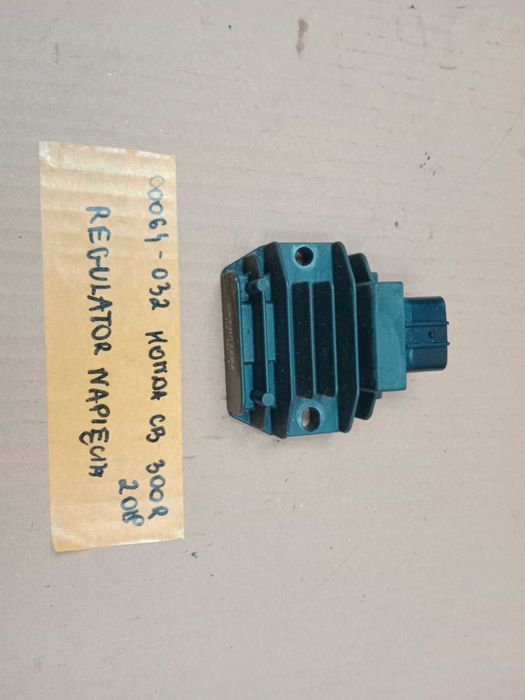 00064-032 HONDA CB 300R
2018
REGULATOR NAPIĘCIA